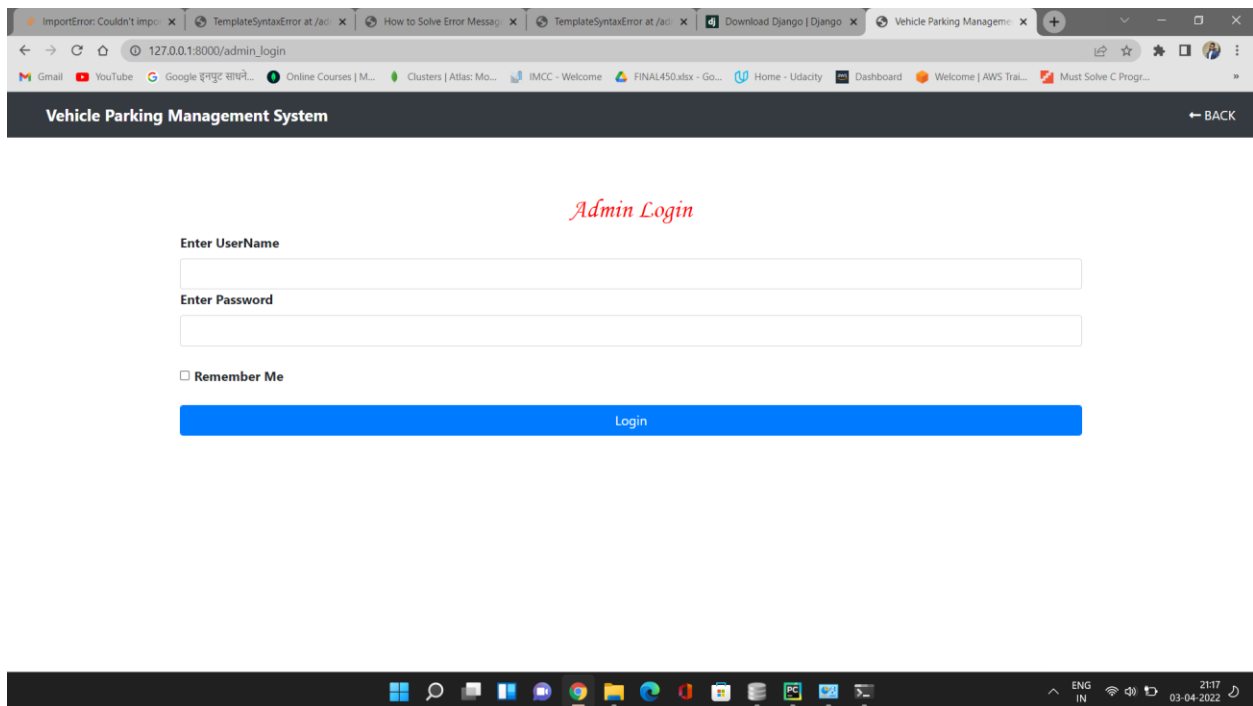 ImportError: Couldn't impo
TemplateSyntaxError at /ad
How to Solve Error Messag
TemplateSyntaxError at /ad
Download Django | Django
Vehicle Parking Manageme
127.0.0.1:8000/admin_login
Gmail
YouTube
Google इनपुट साधने...
Online Courses | M...
Clusters | Atlas: Mo...
IMCC - Welcome
FINAL450.xlsx - Go...
Home - Udacity
Dashboard
Welcome | AWS Trai...
Must Solve C Progr...
»
Vehicle Parking Management System
← BACK
Admin Login
Enter UserName
Enter Password
Remember Me
Login
ENG
IN
21:17
03-04-2022